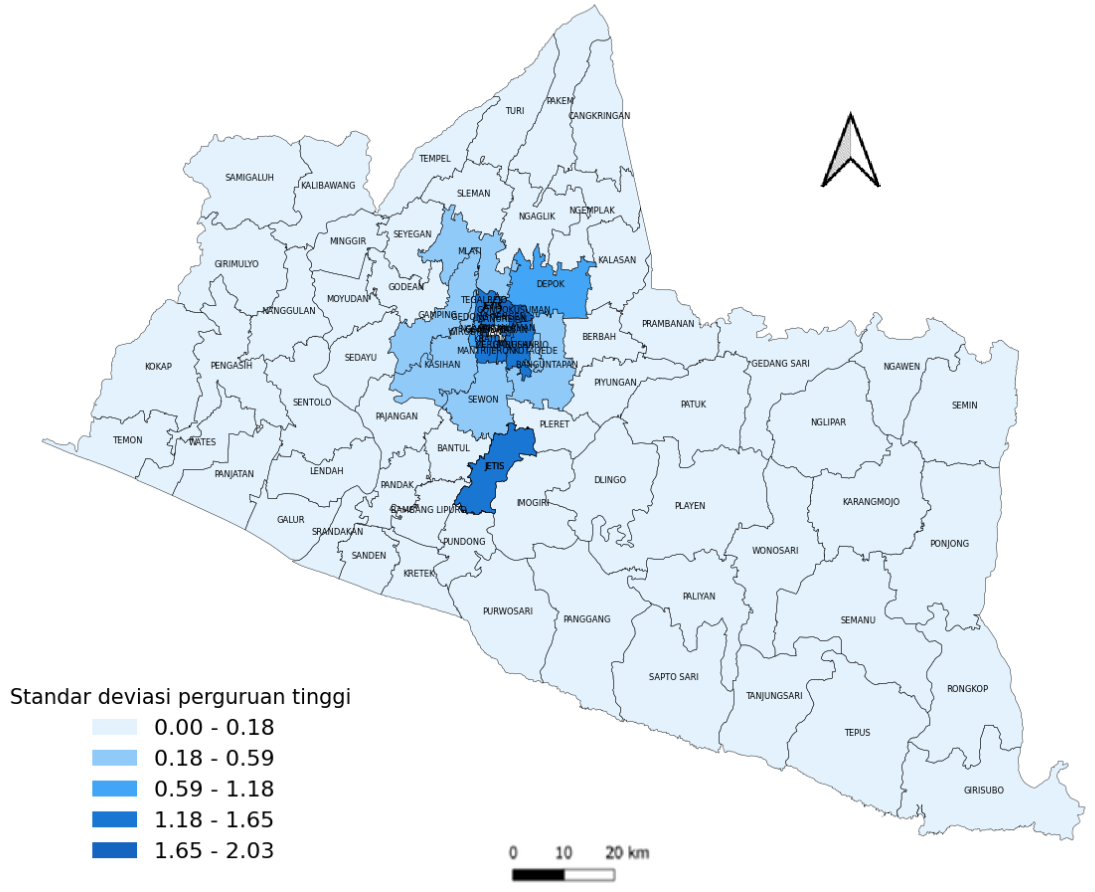 TURI
PAKEM
CANGKRINGAN
TEMPEL
SAMIGALUH
KALIBAWANG
SLEMAN
NGAGLIK
NGEMPLAK
SEYEGAN
MINGGIR
MLATI
KALASAN
GIRIMULYO
DEPOK
GODEAN
MOYUDAN
NANGGULAN
TEGALREJO
JETIS
GONDOKUSUMAN
GAMPING
PRAMBANAN
BERBAH
MANTRIJERON
KOTAGEDE
SEDAYU
KASIHAN
BANGUNTAPAN
GEDANG SARI
NGAWEN
KOKAP
PENGASIH
PIYUNGAN
SENTOLO
SEWON
PATUK
SEMIN
PAJANGAN
PLERET
NGLIPAR
TEMON
WATES
BANTUL
JETIS
LENDAH
PANJATAN
DLINGO
PANDAK
IMOGIRI
KARANGMOJO
PLAYEN
BAMBANG LIPURO
GALUR
SRANDAKAN
PUNDONG
PONJONG
WONOSARI
SANDEN
KRETEK
PALIYAN
PURWOSARI
PANGGANG
SEMANU
SAPTO SARI
RONGKOP
TANJUNGSARI
TEPUS
GIRISUBO
Standar deviasi perguruan tinggi
0.00 - 0.18
0.18 - 0.59
0.59 - 1.18
1.18 - 1.65
1.65 - 2.03
0 10 20 km